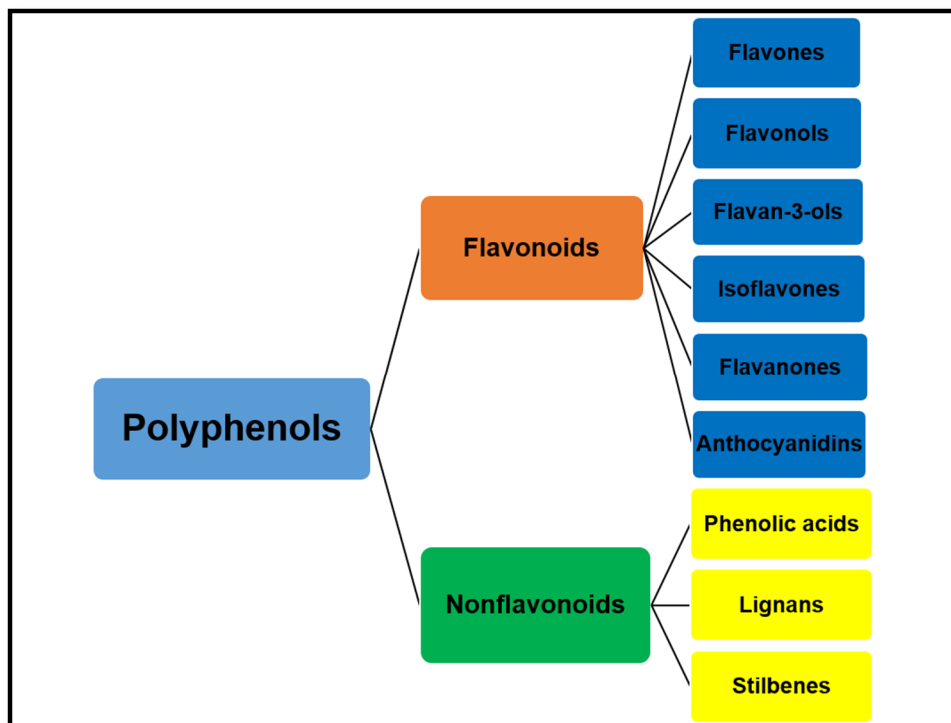 Polyphenols
Flavonoids
Flavones
Flavonols
Flavan-3-ols
Isoflavones
Flavanones
Anthocyanidins
Nonflavonoids
Phenolic acids
Lignans
Stilbenes